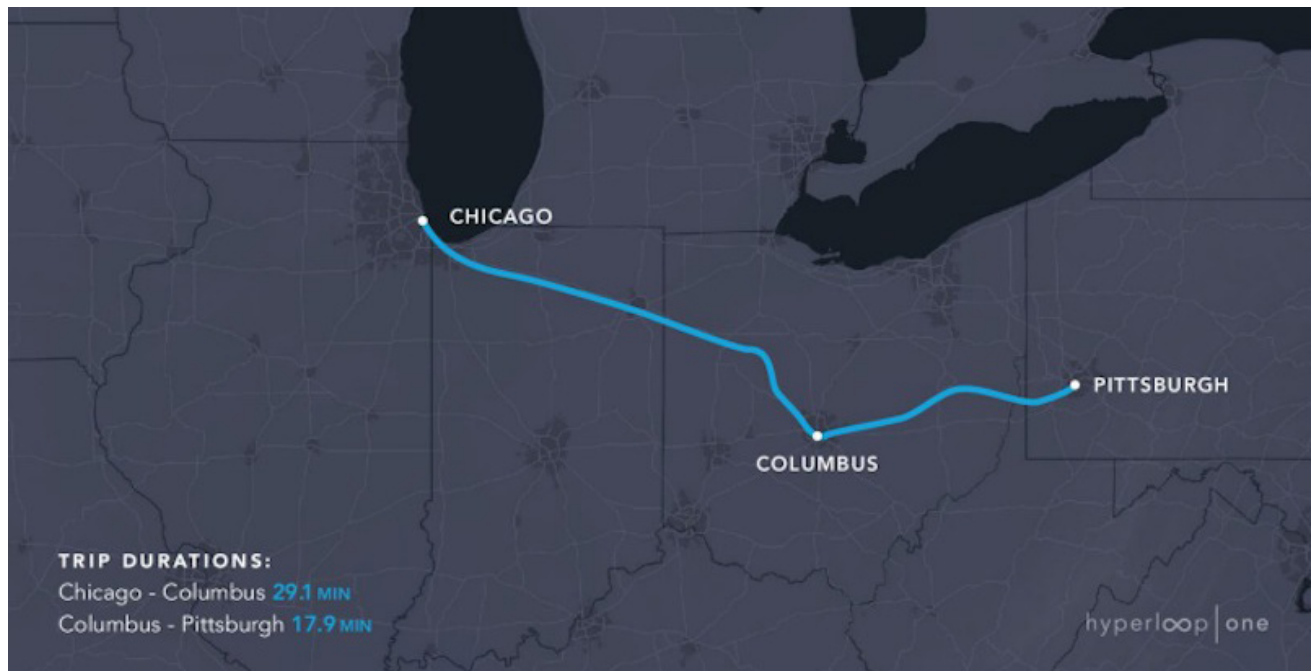 CHICAGO
PITTSBURGH
COLUMBUS
TRIP DURATIONS:
Chicago - Columbus 29.1 MIN
Columbus - Pittsburgh 17.9 MIN
hyperloop | one